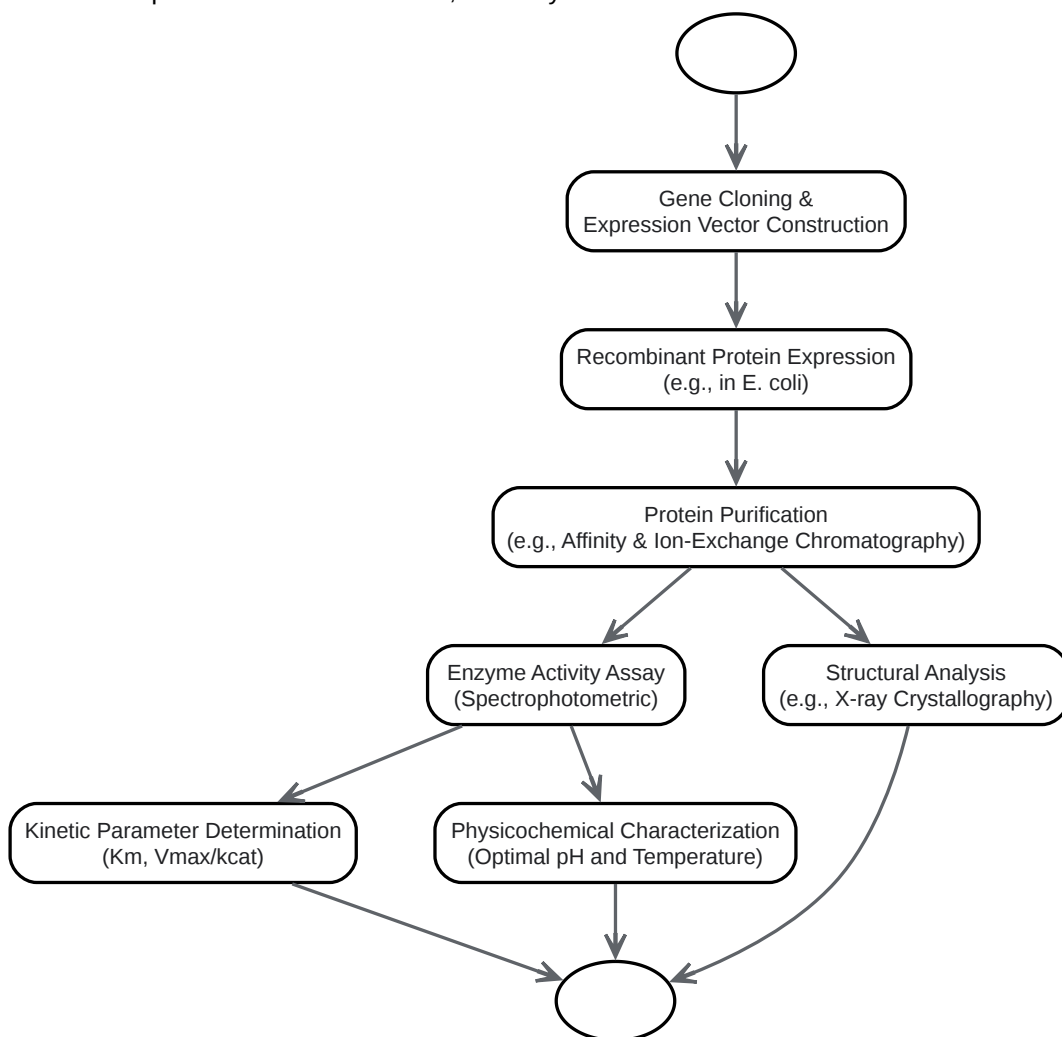 Gene Cloning &
Expression Vector Construction
Recombinant Protein Expression
(e.g., in E. coli)
Protein Purification
(e.g., Affinity & Ion-Exchange Chromatography)
Enzyme Activity Assay
(Spectrophotometric)
Structural Analysis
(e.g., X-ray Crystallography)
Kinetic Parameter Determination
(Km, Vmax/kcat)
Physicochemical Characterization
(Optimal pH and Temperature)